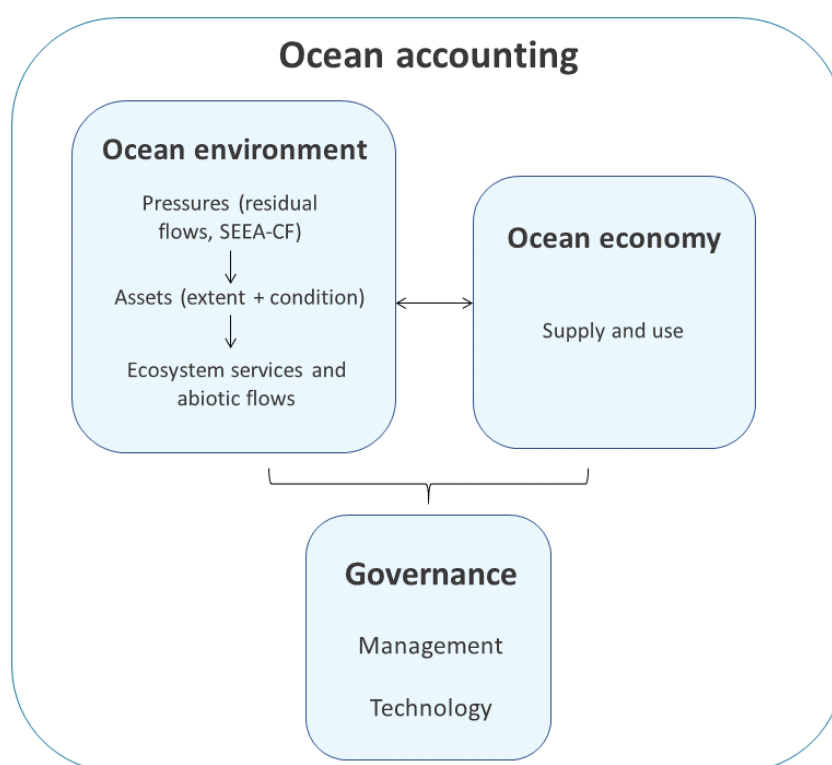 Ocean accounting
Ocean environment
Pressures (residual
flows, SEEA-CF)
Assets (extent + condition)
Ecosystem services and
abiotic flows
Ocean economy
Supply and use
Governance
Management
Technology